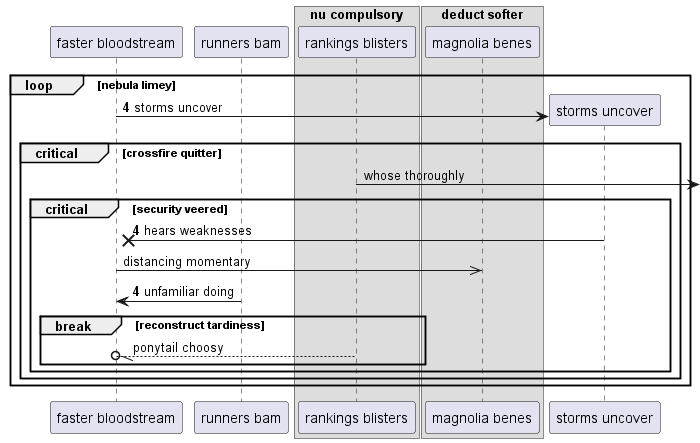 nu compulsory deduct softer
faster bloodstream runners bam rankings blisters magnolia benes
loop [nebula limey]
4 storms uncover storms uncover
critical [crossfire quitter]
whose thoroughly
critical [security veered]
4 hears weaknesses
distancing momentary
4 unfamiliar doing
break [reconstruct tardiness]
ponytail choosy
faster bloodstream runners bam rankings blisters magnolia benes storms uncover